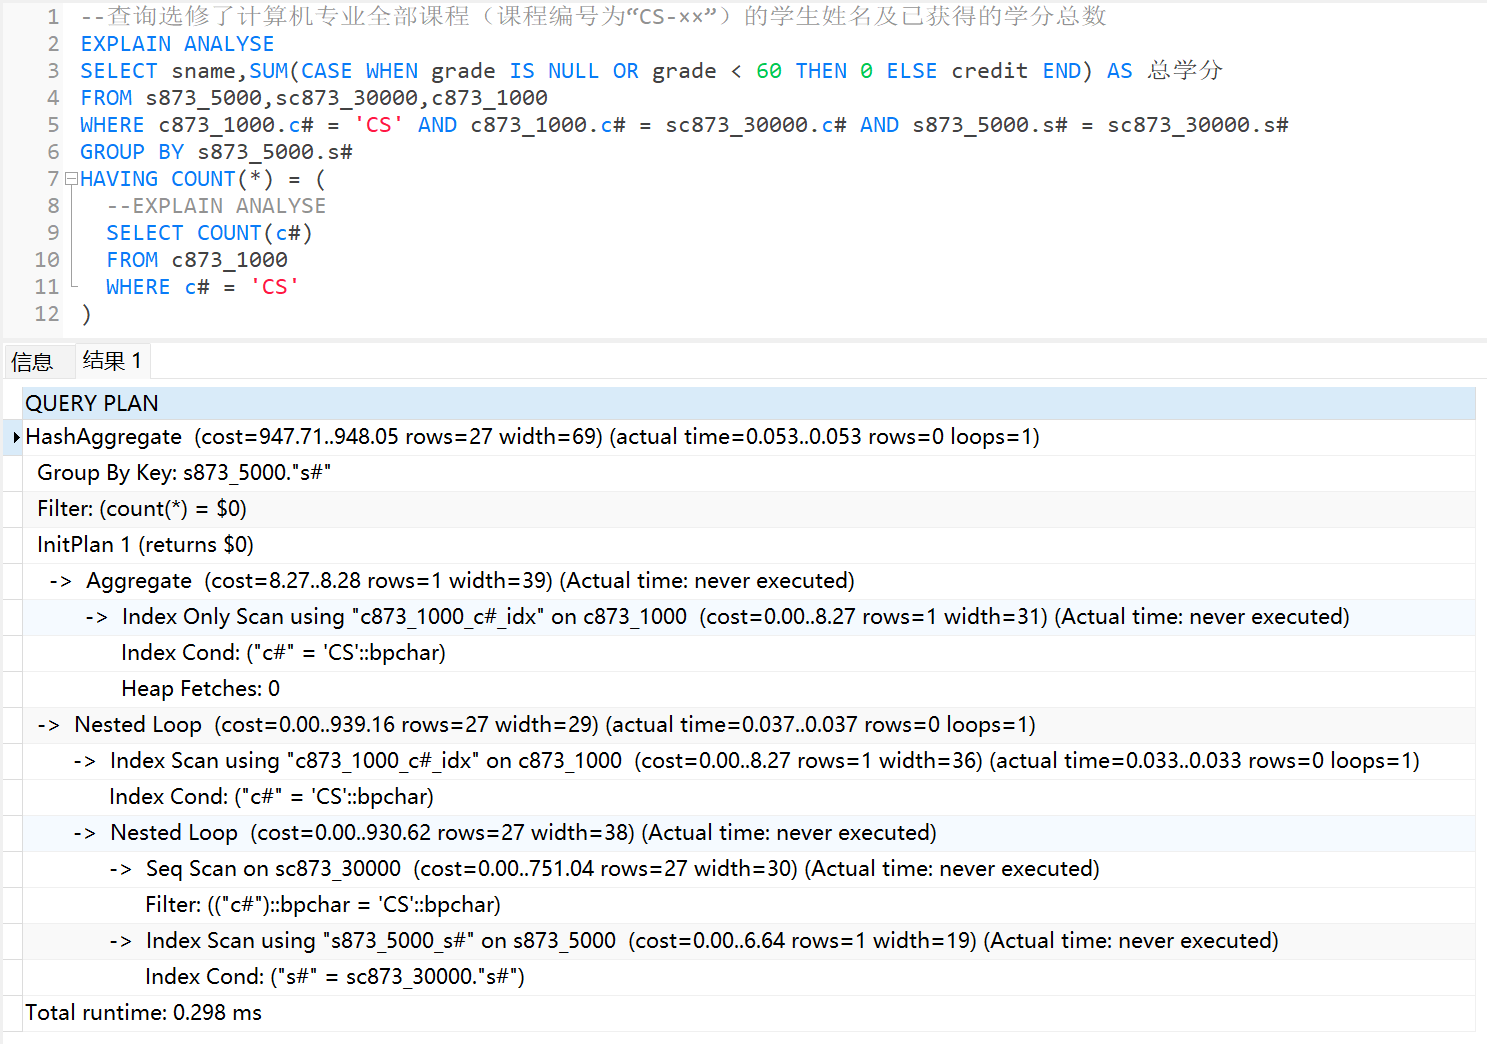 1 --查询选修了计算机专业全部课程（课程编号为“CS-××”）的学生姓名及已获得的学分总数
2 EXPLAIN ANALYSE
3 SELECT sname,SUM(CASE WHEN grade IS NULL OR grade < 60 THEN 0 ELSE credit END) AS 总学分
4 FROM s873_5000,sc873_30000,c873_1000
5 WHERE c873_1000.c# = 'CS' AND c873_1000.c# = sc873_30000.c# AND s873_5000.s# = sc873_30000.s#
6 GROUP BY s873_5000.s#
7 HAVING COUNT(*) = (
8 --EXPLAIN ANALYSE
9 SELECT COUNT(c#)
10 FROM c873_1000
11 WHERE c# = 'CS'
12 )
信息 结果 1
QUERY PLAN
HashAggregate (cost=947.71..948.05 rows=27 width=69) (actual time=0.053..0.053 rows=0 loops=1)
Group By Key: s873_5000."s#"
Filter: (count(*) = $0)
InitPlan 1 (returns $0)
-> Aggregate (cost=8.27..8.28 rows=1 width=39) (Actual time: never executed)
-> Index Only Scan using "c873_1000_c#_idx" on c873_1000 (cost=0.00..8.27 rows=1 width=31) (Actual time: never executed)
Index Cond: ("c#" = 'CS'::bpchar)
Heap Fetches: 0
-> Nested Loop (cost=0.00..939.16 rows=27 width=29) (actual time=0.037..0.037 rows=0 loops=1)
-> Index Scan using "c873_1000_c#_idx" on c873_1000 (cost=0.00..8.27 rows=1 width=36) (actual time=0.033..0.033 rows=0 loops=1)
Index Cond: ("c#" = 'CS'::bpchar)
-> Nested Loop (cost=0.00..930.62 rows=27 width=38) (Actual time: never executed)
-> Seq Scan on sc873_30000 (cost=0.00..751.04 rows=27 width=30) (Actual time: never executed)
Filter: (("c#")::bpchar = 'CS'::bpchar)
-> Index Scan using "s873_5000_s#" on s873_5000 (cost=0.00..6.64 rows=1 width=19) (Actual time: never executed)
Index Cond: ("s#" = sc873_30000."s#")
Total runtime: 0.298 ms